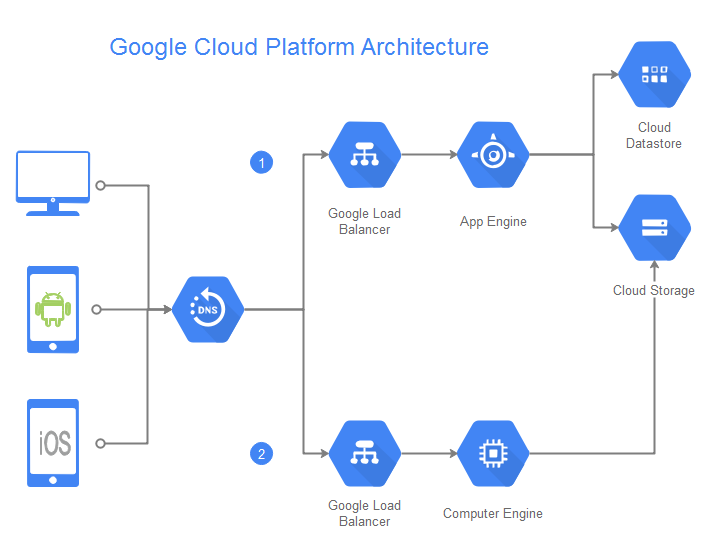 Google Cloud Platform Architecture
Cloud
Datastore
1
Google Load
Balancer
App Engine
Cloud Storage
DNS
iOS
2
Google Load
Balancer
Computer Engine